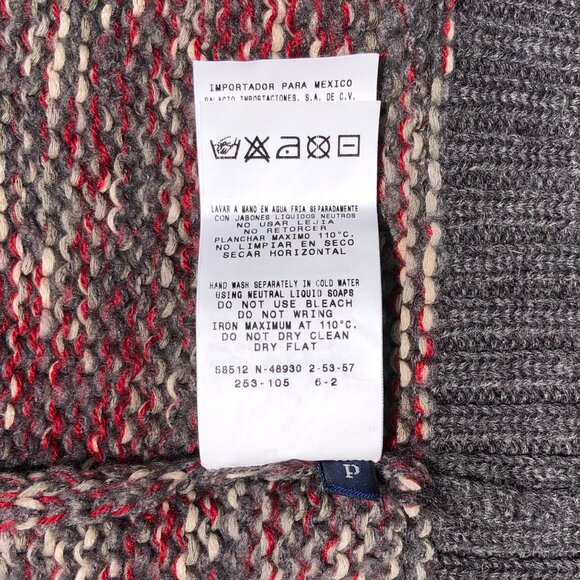 IMPORTADOR PARA MEXICO
PALACIO IMPORTACIONES, S.A. DE C.V.
LAVAR A MANO EN AGUA FRIA SEPARADAMENTE
CON JABONES LIQUIDOS NEUTROS
NO USAR LEJIA
NO RETORCER
PLANCHAR MAXIMO 110°C.
NO LIMPIAR EN SECO
SECAR HORIZONTAL
HAND WASH SEPARATELY IN COLD WATER
USING NEUTRAL LIQUID SOAPS
DO NOT USE BLEACH
DO NOT WRING
IRON MAXIMUM AT 110°C.
DO NOT DRY CLEAN
DRY FLAT
58512 N-48930 2-53-57
253-105 6-2